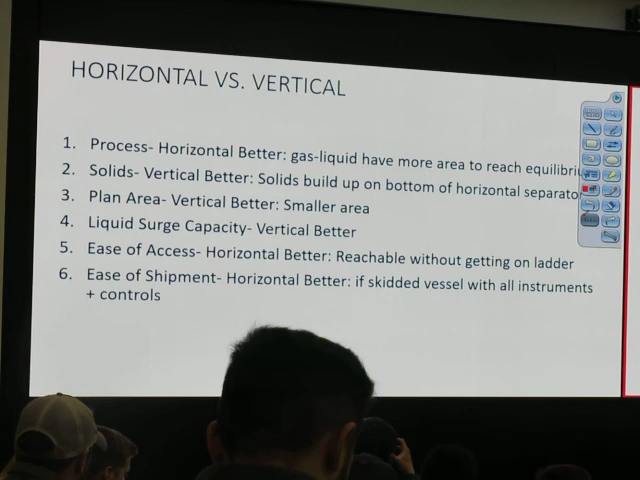 HORIZONTAL VS. VERTICAL
1. Process- Horizontal Better: gas-liquid have more area to reach
2. Solids- Vertical Better: Solids build up on bottom of horizontal
3. Plan Area- Vertical Better: Smaller area
4. Liquid Surge Capacity- Vertical Better
5. Ease of Access- Horizontal Better: Reachable without getting on ladder
6. Ease of Shipment- Horizontal Better: if skidded vessel with all instruments
+ controls